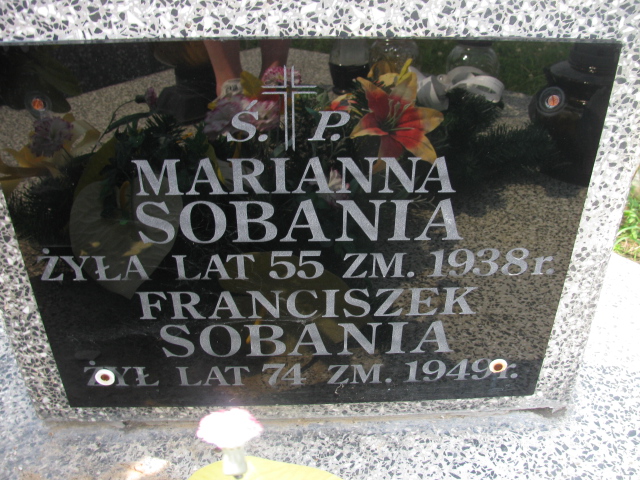 Ś. P.
MARIANNA
SOBANIA
ŻYŁA LAT 55 ZM. 1938r.
FRANCISZEK
SOBANIA
ŻYŁ LAT 74 ZM. 1949r.